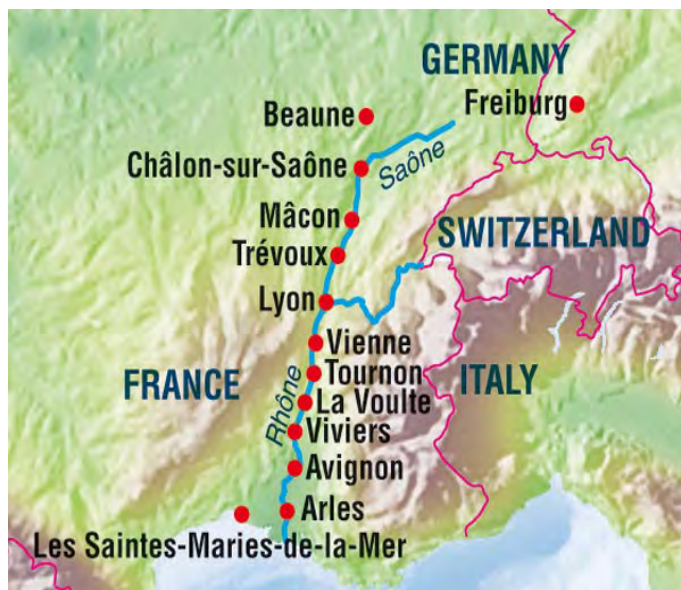 GERMANY
Beaune
Freiburg
Châlon-sur-Saône
Saône
Mâcon
SWITZERLAND
Trévoux
Lyon
Vienne
FRANCE
Tournon
ITALY
La Voulte
Rhône
Viviers
Avignon
Arles
Les Saintes-Maries-de-la-Mer